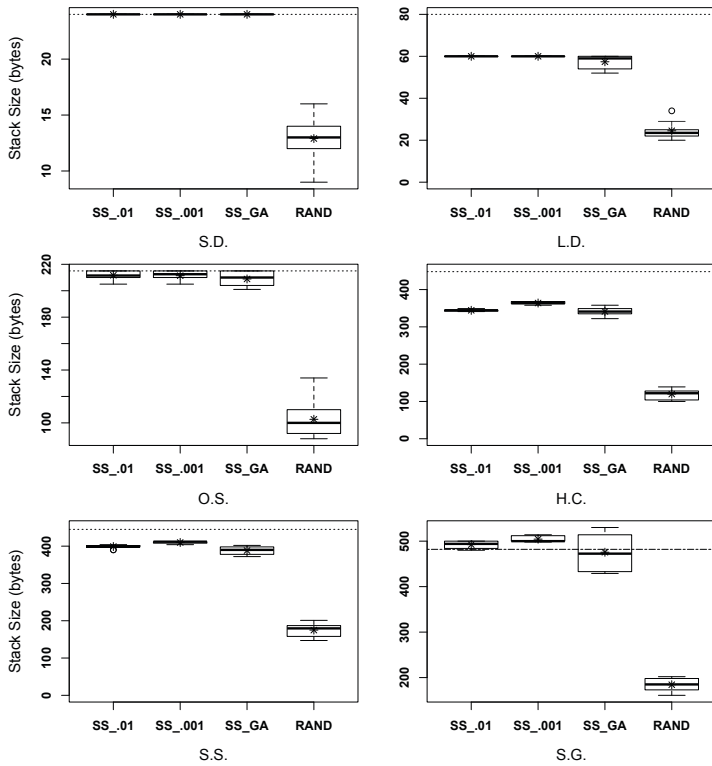 Stack Size (bytes)
10 15 20
SS_.01 SS_.001 SS_GA RAND
S.D.
0 20 40 60 80
SS_.01 SS_.001 SS_GA RAND
L.D.
Stack Size (bytes)
100 140 180 220
SS_.01 SS_.001 SS_GA RAND
O.S.
0 100 200 300 400
SS_.01 SS_.001 SS_GA RAND
H.C.
Stack Size (bytes)
0 100 200 300 400
SS_.01 SS_.001 SS_GA RAND
S.S.
200 300 400 500
SS_.01 SS_.001 SS_GA RAND
S.G.